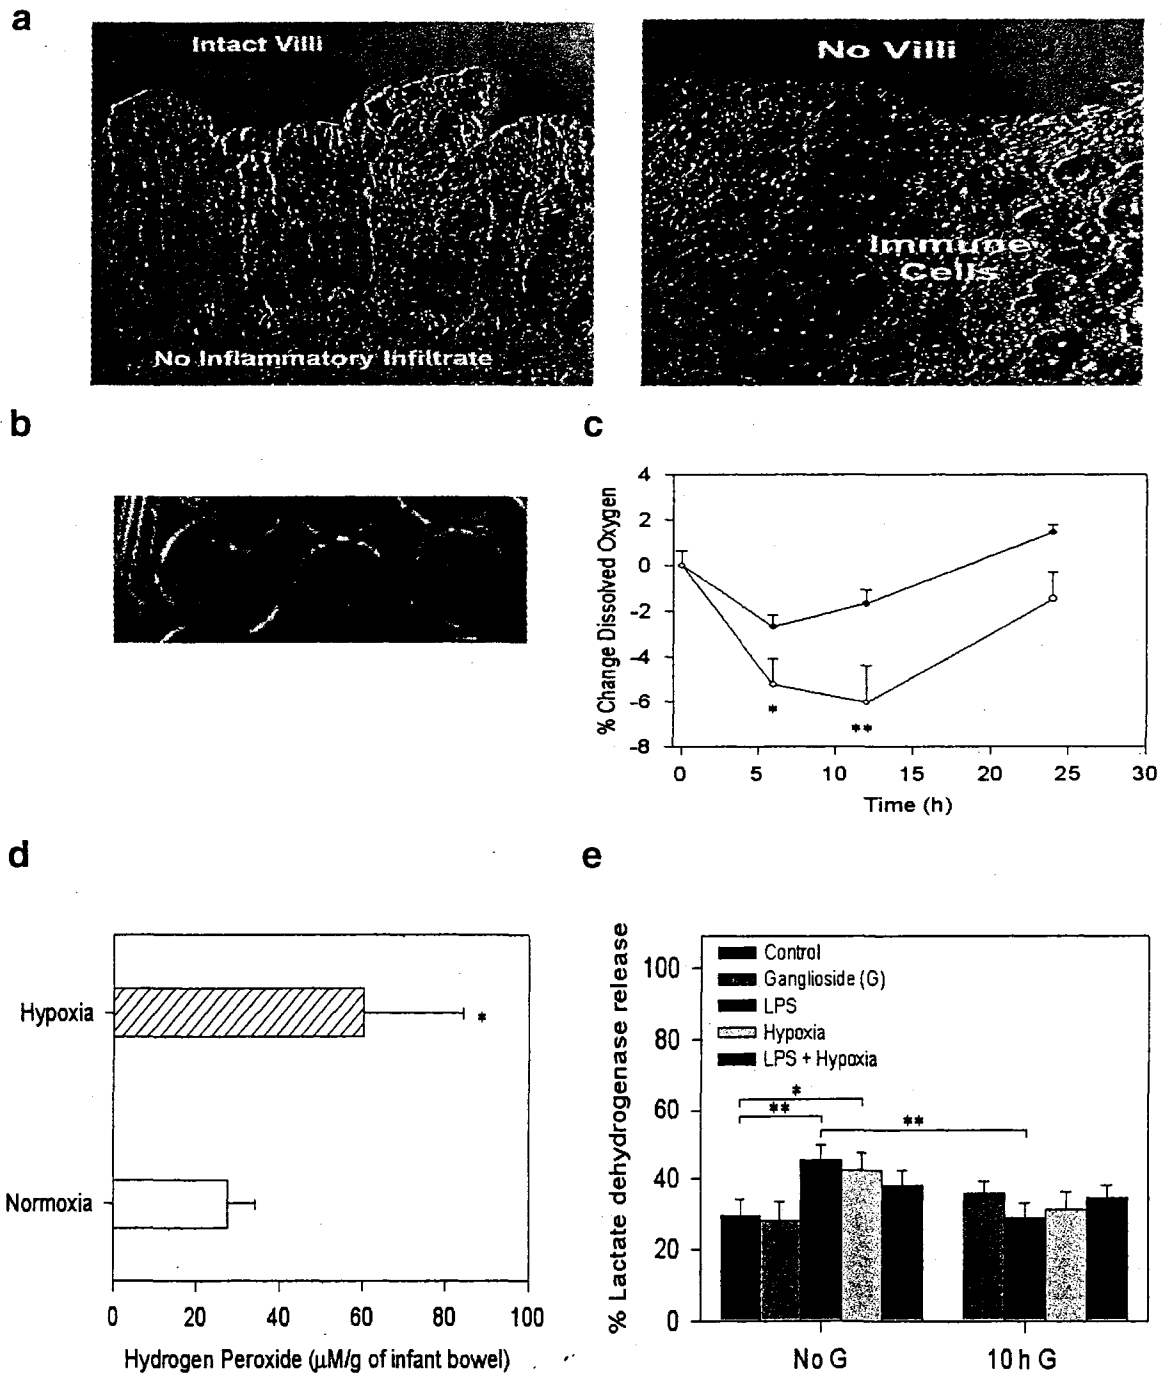 a
Intact Villi
No Inflammatory Infiltrate
No Villi
Immune
Cells
b
c
% Change Dissolved Oxygen
4
2
0
-2
-4
-6
-8
*
**
0 5 10 15 20 25 30
Time (h)
d
Hypoxia
*
Normoxia
0 20 40 60 80 100
Hydrogen Peroxide (µM/g of infant bowel)
e
% Lactate dehydrogenase release
100
80
60
40
20
0
Control
Ganglioside (G)
LPS
Hypoxia
LPS + Hypoxia
*
**
**
No G 10 h G